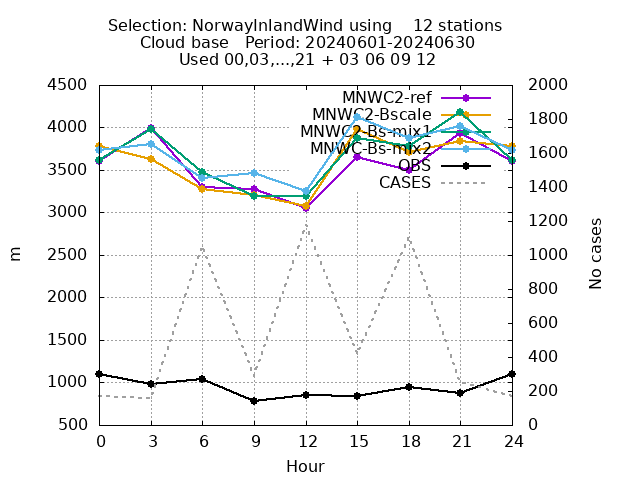 Selection: NorwayInlandWind using    12 stations
Cloud base   Period: 20240601-20240630
Used 00,03,...,21 + 03 06 09 12
4500
4000
3500
3000
2500
2000
1500
1000
500
m
2000
1800
1600
1400
1200
1000
800
600
400
200
0
No cases
MNWC2-ref
MNWC2-Bscale
MNWC2-Bs-mix1
MNWC-Bs-mix2
OBS
CASES
0 3 6 9 12 15 18 21 24
Hour